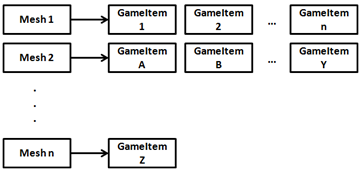 Mesh 1
GameItem
1
GameItem
2
...
GameItem
n
Mesh 2
GameItem
A
GameItem
B
...
GameItem
Y
.
.
.
Mesh n
GameItem
Z